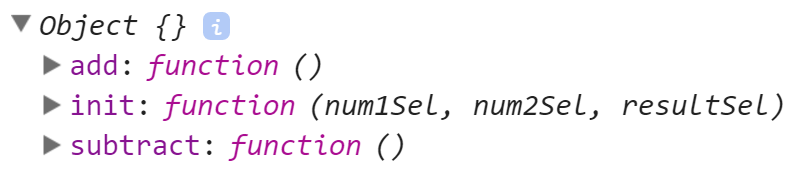 Object {} i
add: function ()
init: function (num1Sel, num2Sel, resultSel)
subtract: function ()